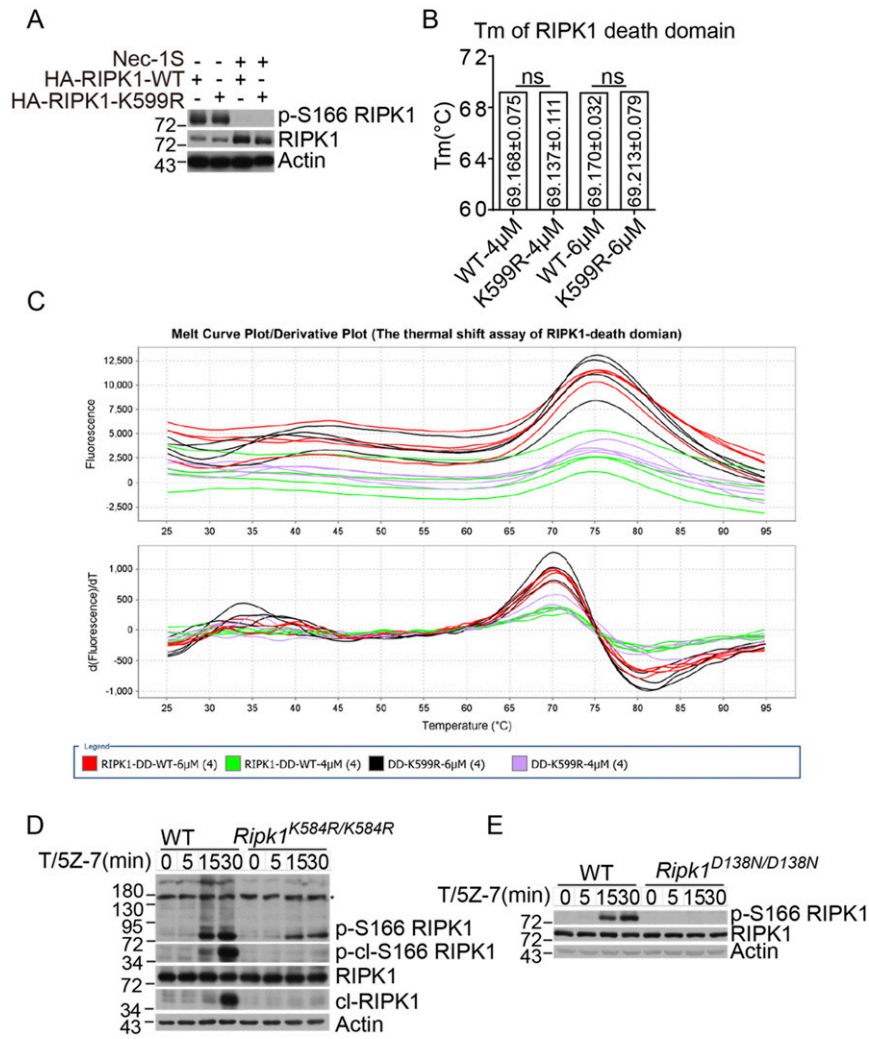 A
Nec-1S - - + +
HA-RIPK1-WT + - + -
HA-RIPK1-K599R - + - +
72 p-S166 RIPK1
72 RIPK1
43 Actin
B
Tm of RIPK1 death domain
ns ns
Tm(°C)
72
68
64
60
69.168±0.075
69.137±0.111
69.170±0.032
69.213±0.079
WT-4μM
K599R-4μM
WT-6μM
K599R-6μM
C
Melt Curve Plot/Derivative Plot (The thermal shift assay of RIPK1-death domian)
Fluorescence
12,500
10,000
7,500
5,000
2,500
0
-2,500
25 30 35 40 45 50 55 60 65 70 75 80 85 90 95
d(Fluorescence)/dT
1,000
500
0
-500
-1,000
25 30 35 40 45 50 55 60 65 70 75 80 85 90 95
Temperature (°C)
Legend
RIPK1-DD-WT-6μM (4) RIPK1-DD-WT-4μM (4) DD-K599R-6μM (4) DD-K599R-4μM (4)
D
WT Ripk1K584R/K584R
T/5Z-7(min) 0 5 1530 0 5 1530
180
130
95
72
34
72
34
43
*
p-S166 RIPK1
p-cl-S166 RIPK1
RIPK1
cl-RIPK1
Actin
E
WT Ripk1D138N/D138N
T/5Z-7(min) 0 5 1530 0 5 1530
72 p-S166 RIPK1
72 RIPK1
43 Actin